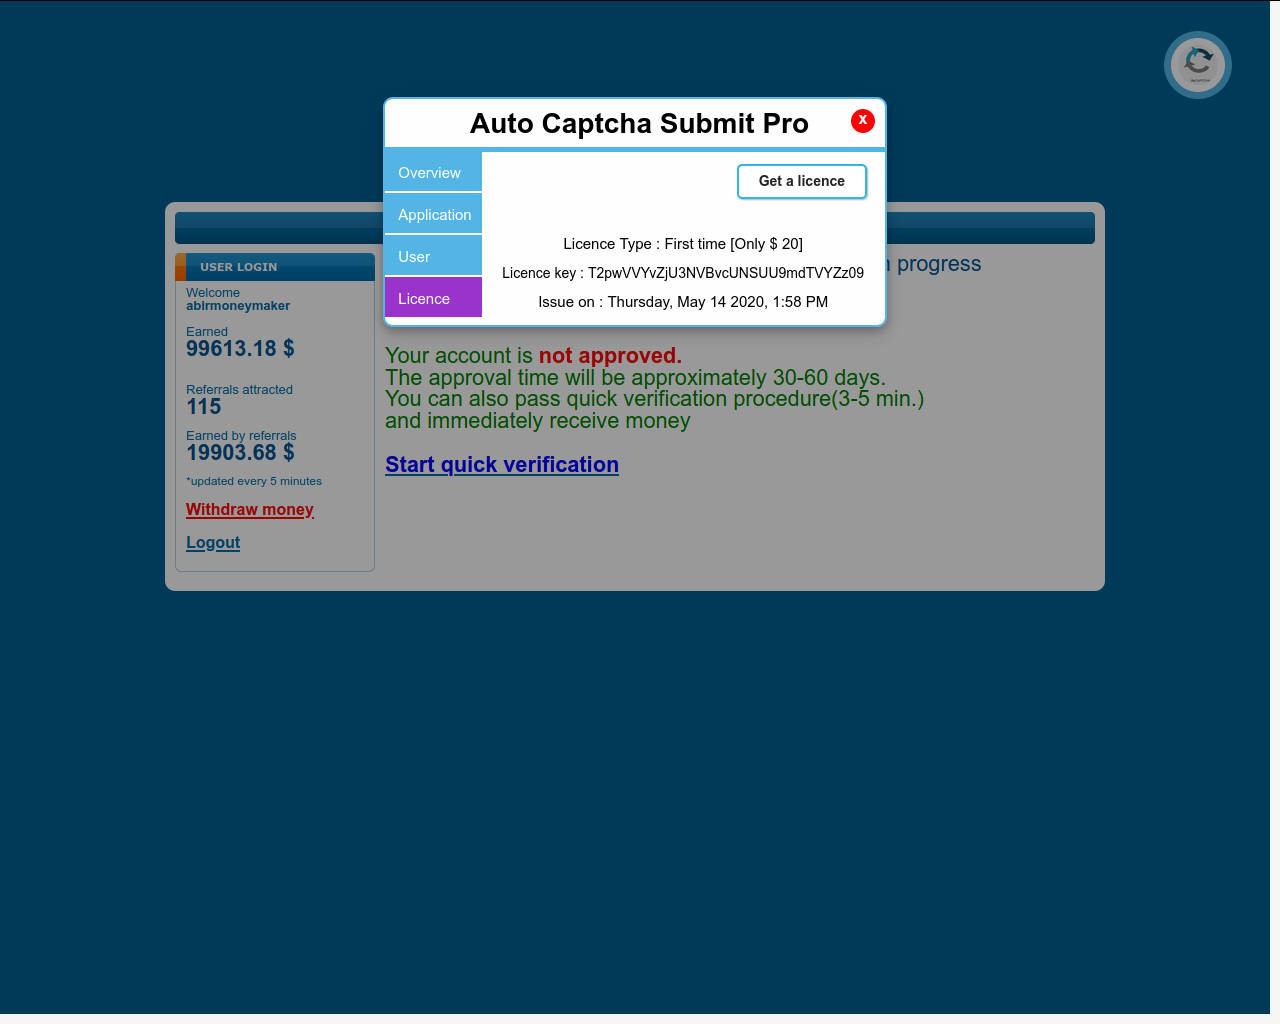 Auto Captcha Submit Pro
x
Overview
Application
User
Licence
Get a licence
Licence Type : First time [Only $ 20]
Licence key : T2pwVVYvZjU3NVBvcUNSUU9mdTVYZz09
Issue on : Thursday, May 14 2020, 1:58 PM
USER LOGIN
Welcome
abirmoneymaker
Earned
99613.18 $
Referrals attracted
115
Earned by referrals
19903.68 $
*updated every 5 minutes
Withdraw money
Logout
progress
Your account is not approved.
The approval time will be approximately 30-60 days.
You can also pass quick verification procedure(3-5 min.)
and immediately receive money
Start quick verification